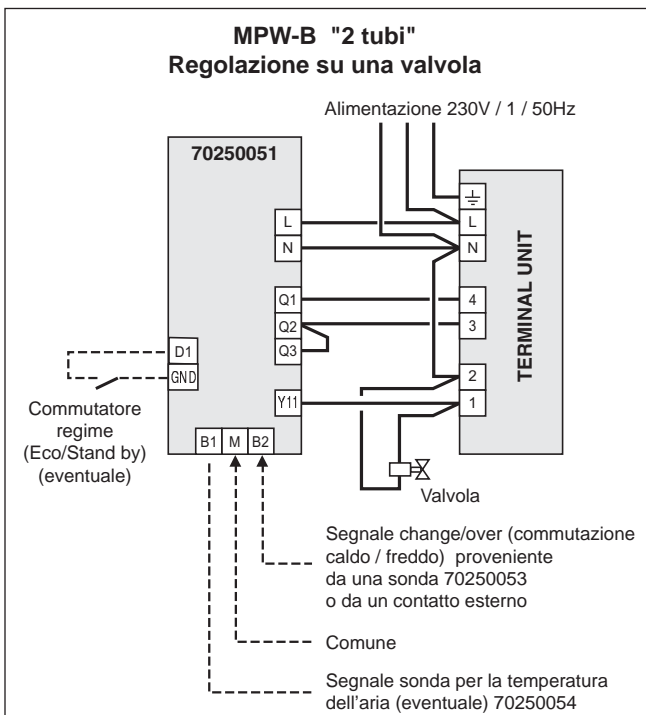 MPW-B "2 tubi"
Regolazione su una valvola
Alimentazione 230V / 1 / 50Hz
70250051
TERMINAL UNIT
L
N
Q1
Q2
Q3
Y11
L
N
4
3
2
1
D1
GND
B1 M B2
Commutatore
regime
(Eco/Stand by)
(eventuale)
Valvola
Segnale change/over (commutazione
caldo / freddo) proveniente
da una sonda 70250053
o da un contatto esterno
Comune
Segnale sonda per la temperatura
dell'aria (eventuale) 70250054